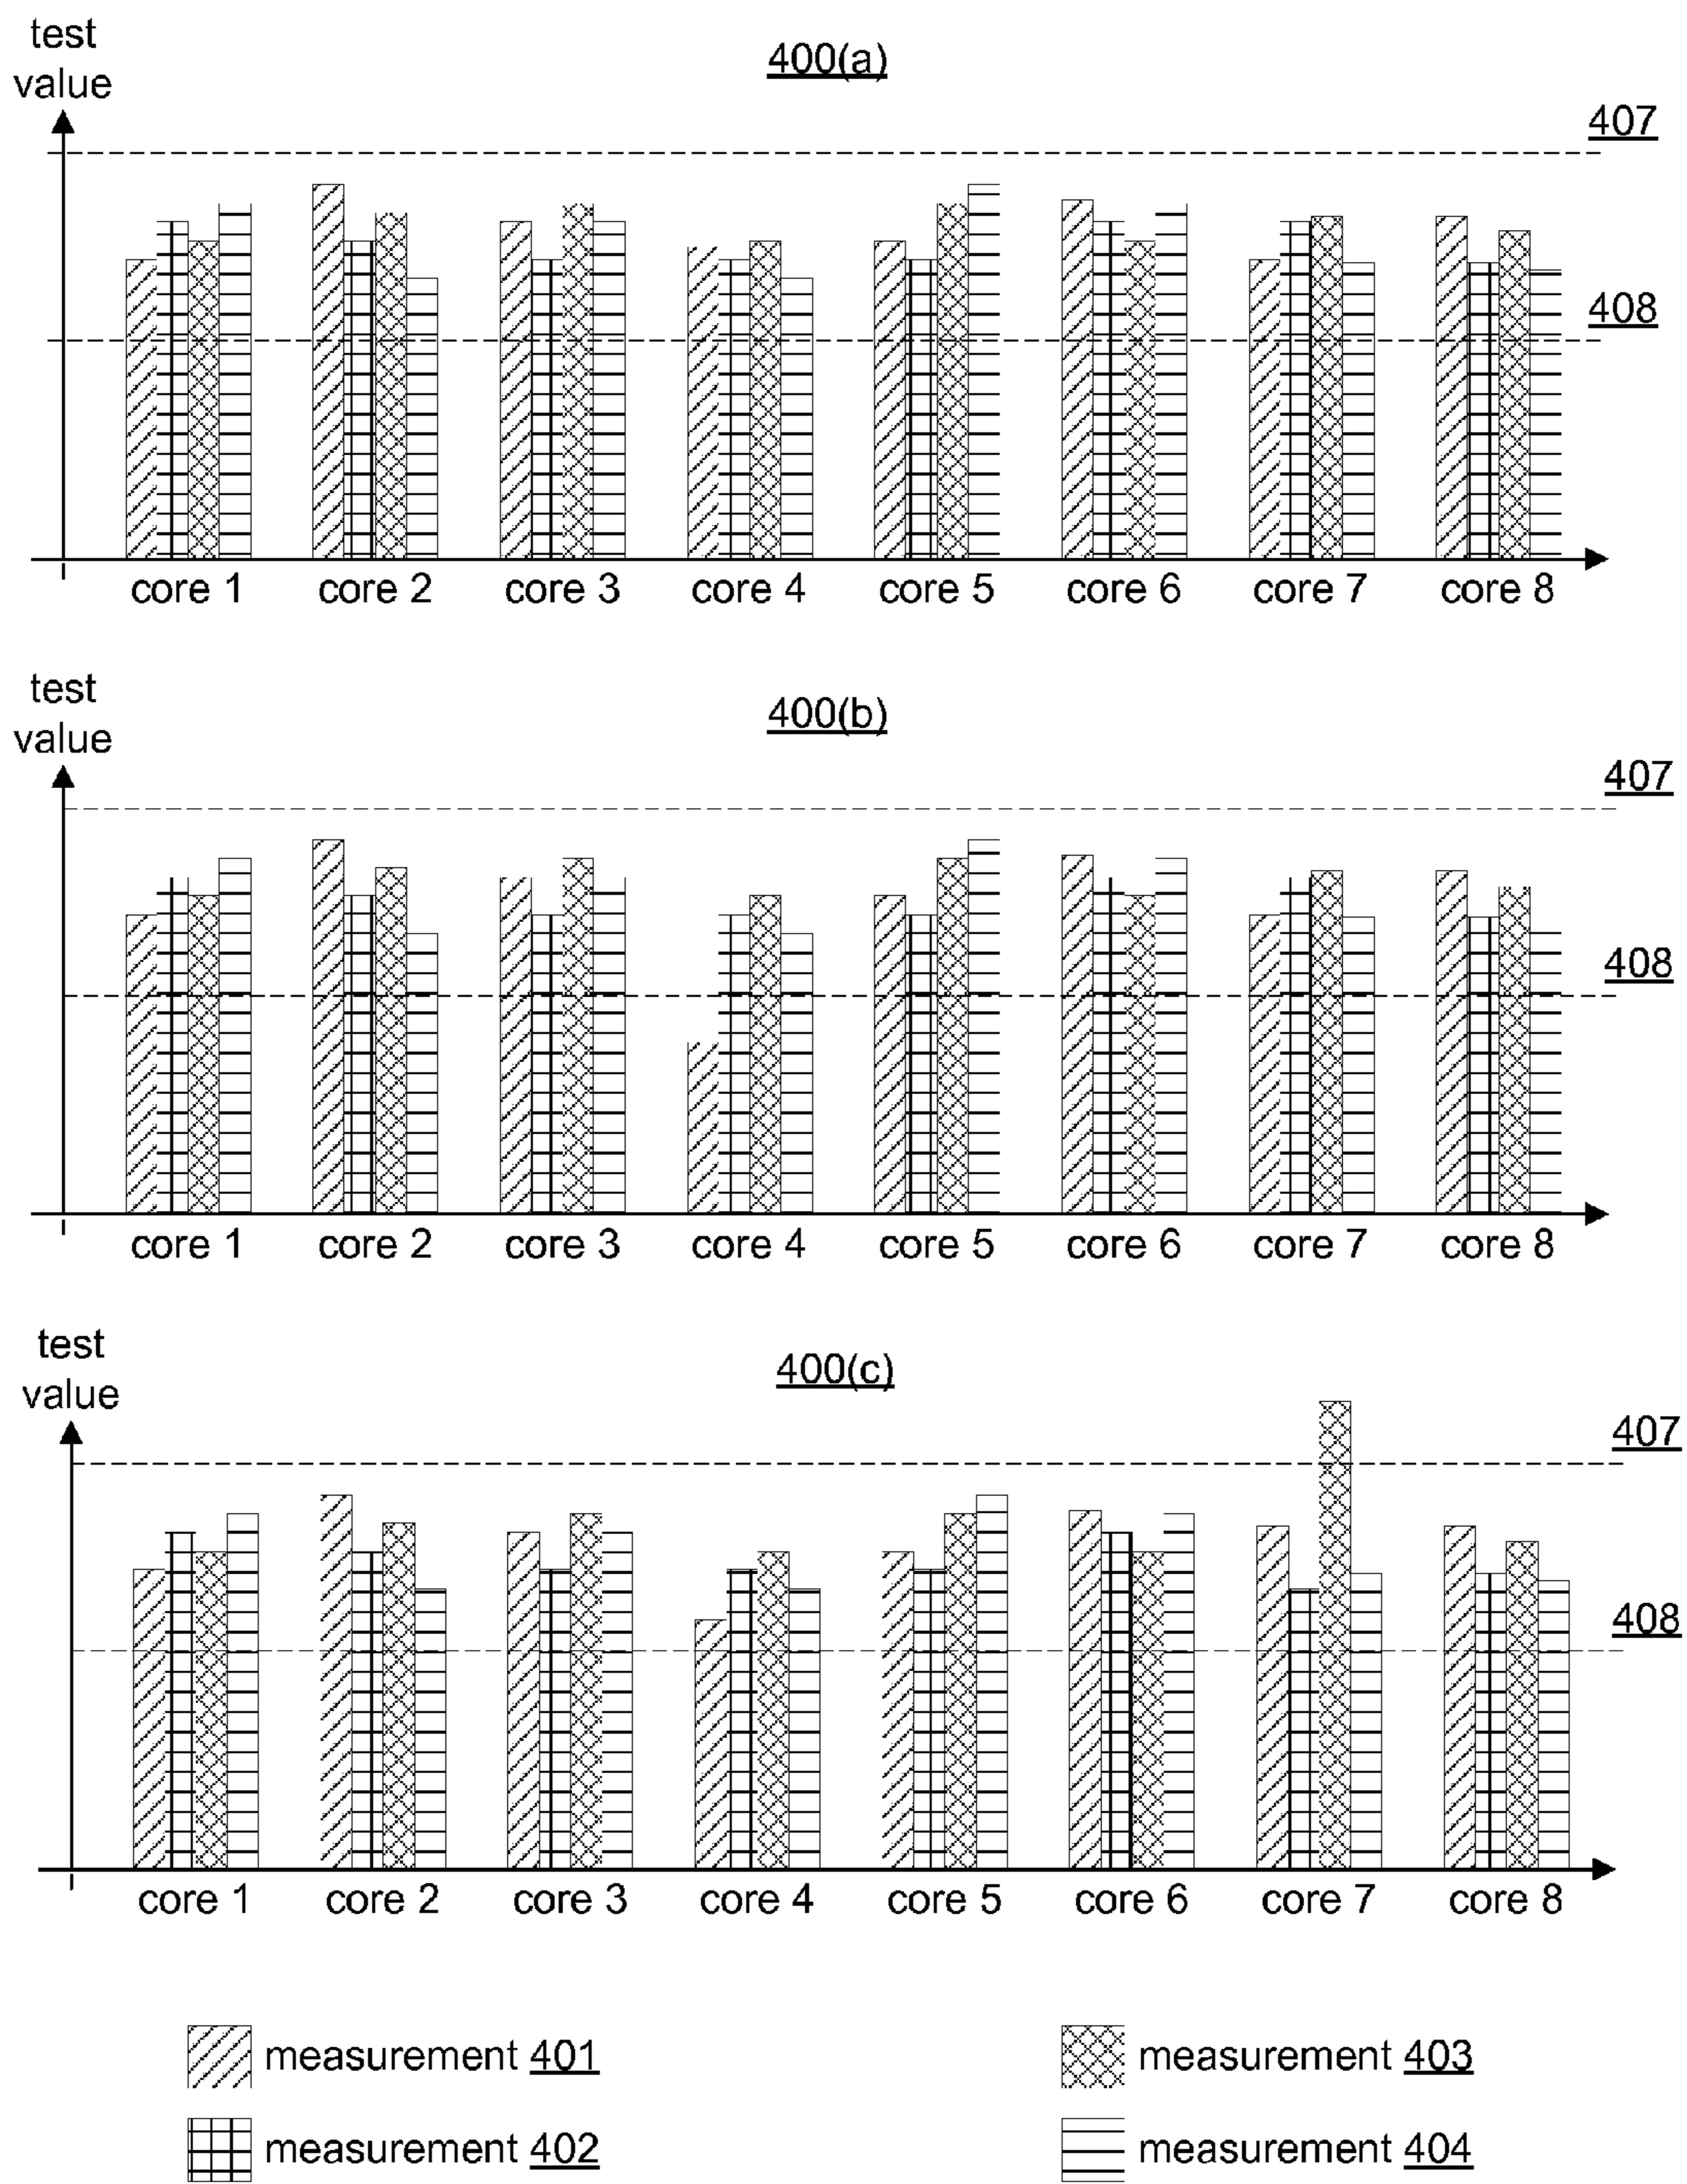 test
value
400(a)
407
408
core 1 core 2 core 3 core 4 core 5 core 6 core 7 core 8
test
value
400(b)
407
408
core 1 core 2 core 3 core 4 core 5 core 6 core 7 core 8
test
value
400(c)
407
408
core 1 core 2 core 3 core 4 core 5 core 6 core 7 core 8
measurement 401
measurement 403
measurement 402
measurement 404